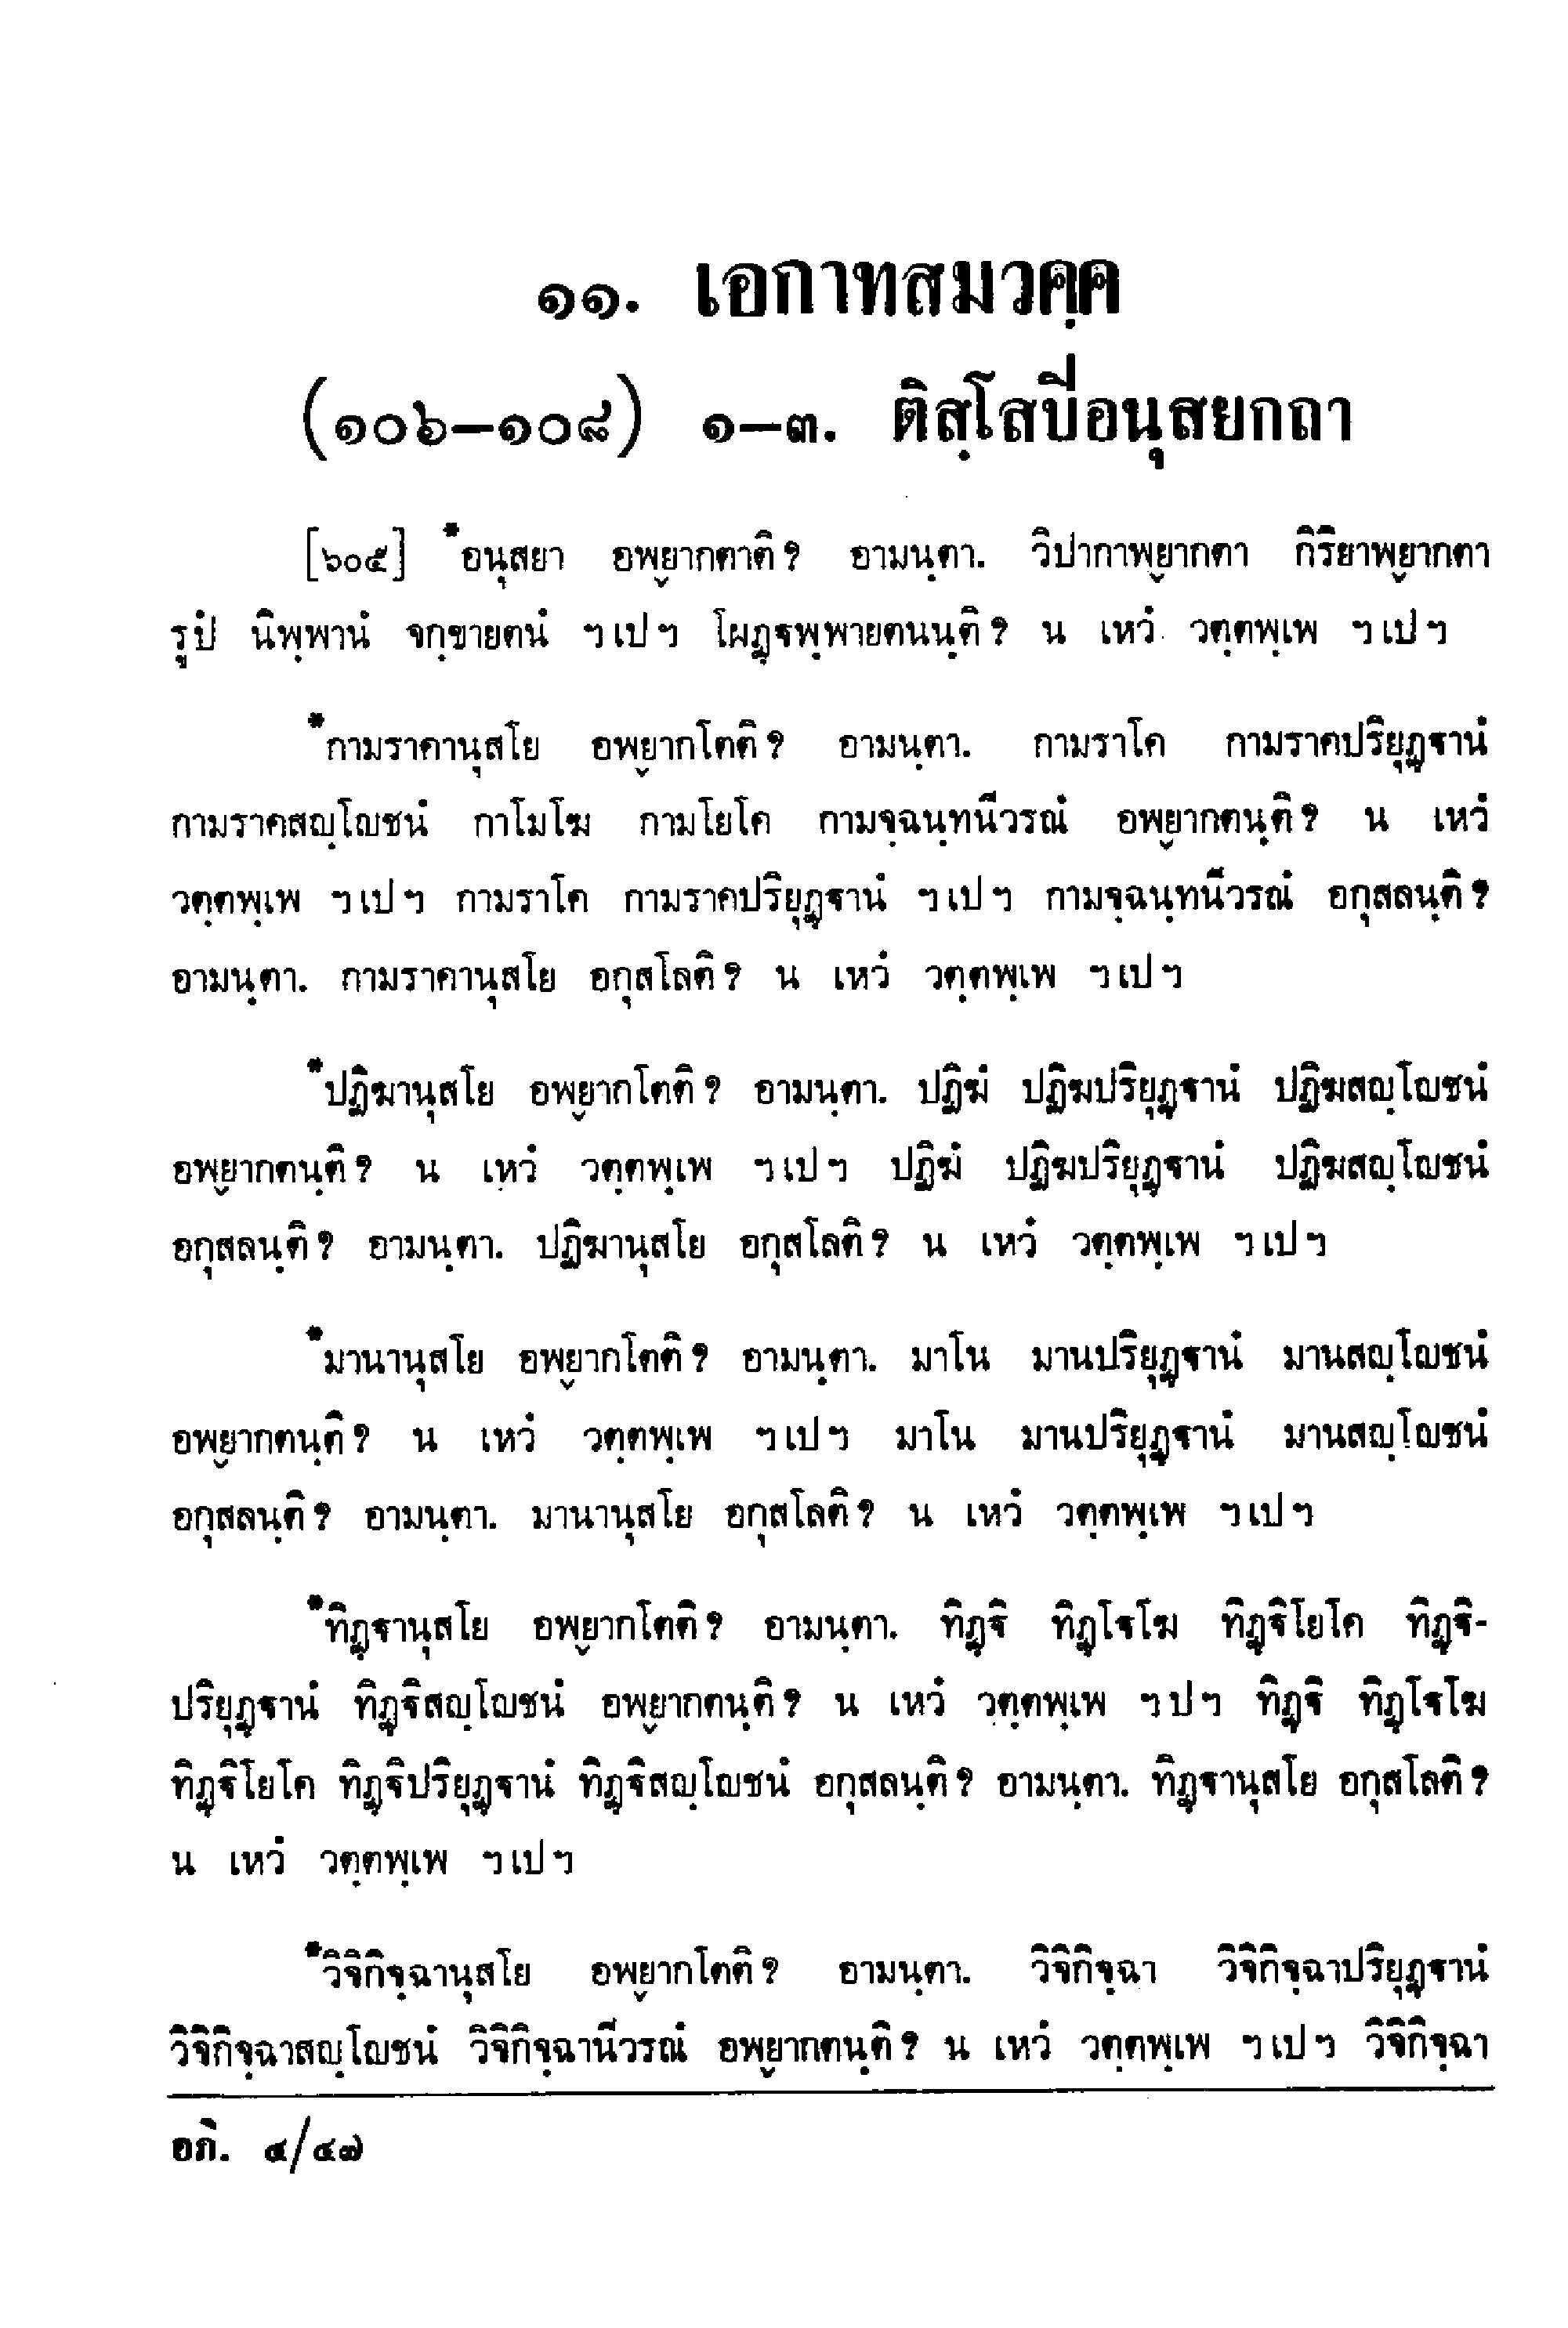 ๑๑. เอกาทสมวคฺค
(๑๐๖-๑๐๘) ๑-๓. ติสฺโสปีอนุสยกถา
[๖๐๕] *อนุสยา อพฺยากตาติ? อามนฺตา. วิปากาพฺยากตา กิริยาพฺยากตา
รูปํ นิพฺพานํ จกฺขายตนํ ฯเปฯ โผฏฺฐพฺพายตนนฺติ? น เหวํ วตฺตพฺเพ ฯเปฯ
*กามราคานุสโย อพฺยากโตติ? อามนฺตา. กามราโค กามราคปริยุฏฺฐานํ
กามราคสญฺโญชนํ กาโมโฆ กามโยโค กามจฺฉนฺทนีวรณํ อพฺยากตนฺติ? น เหวํ
วตฺตพฺเพ ฯเปฯ กามราโค กามราคปริยุฏฺฐานํ ฯเปฯ กามจฺฉนฺทนีวรณํ อกุสลนฺติ?
อามนฺตา. กามราคานุสโย อกุสโลติ? น เหวํ วตฺตพฺเพ ฯเปฯ
*ปฏิฆานุสโย อพฺยากโตติ? อามนฺตา. ปฏิฆํ ปฏิฆปริยุฏฺฐานํ ปฏิฆสญฺโญชนํ
อพฺยากตนฺติ? น เหวํ วตฺตพฺเพ ฯเปฯ ปฏิฆํ ปฏิฆปริยุฏฺฐานํ ปฏิฆสญฺโญชนํ
อกุสลนฺติ? อามนฺตา. ปฏิฆานุสโย อกุสโลติ? น เหวํ วตฺตพฺเพ ฯเปฯ
*มานานุสโย อพฺยากโตติ? อามนฺตา. มาโน มานปริยุฏฺฐานํ มานสญฺโญชนํ
อพฺยากตนฺติ? น เหวํ วตฺตพฺเพ ฯเปฯ มาโน มานปริยุฏฺฐานํ มานสญฺโญชนํ
อกุสลนฺติ? อามนฺตา. มานานุสโย อกุสโลติ? น เหวํ วตฺตพฺเพ ฯเปฯ
*ทิฏฺฐานุสโย อพฺยากโตติ? อามนฺตา. ทิฏฺฐิ ทิฏฺโฐโฆ ทิฏฺฐิโยโค ทิฏฺฐิ-
ปริยุฏฺฐานํ ทิฏฺฐิสญฺโญชนํ อพฺยากตนฺติ? น เหวํ วตฺตพฺเพ ฯปฯ ทิฏฺฐิ ทิฏฺโฐโฆ
ทิฏฺฐิโยโค ทิฏฺฐิปริยุฏฺฐานํ ทิฏฺฐิสญฺโญชนํ อกุสลนฺติ? อามนฺตา. ทิฏฺฐานุสโย อกุสโลติ?
น เหวํ วตฺตพฺเพ ฯเปฯ
*วิจิกิจฺฉานุสโย อพฺยากโตติ? อามนฺตา. วิจิกิจฺฉา วิจิกิจฺฉาปริยุฏฺฐานํ
วิจิกิจฺฉาสญฺโญชนํ วิจิกิจฺฉานีวรณํ อพฺยากตนฺติ? น เหวํ วตฺตพฺเพ ฯเปฯ วิจิกิจฺฉา
อภิ. ๔/๔๗